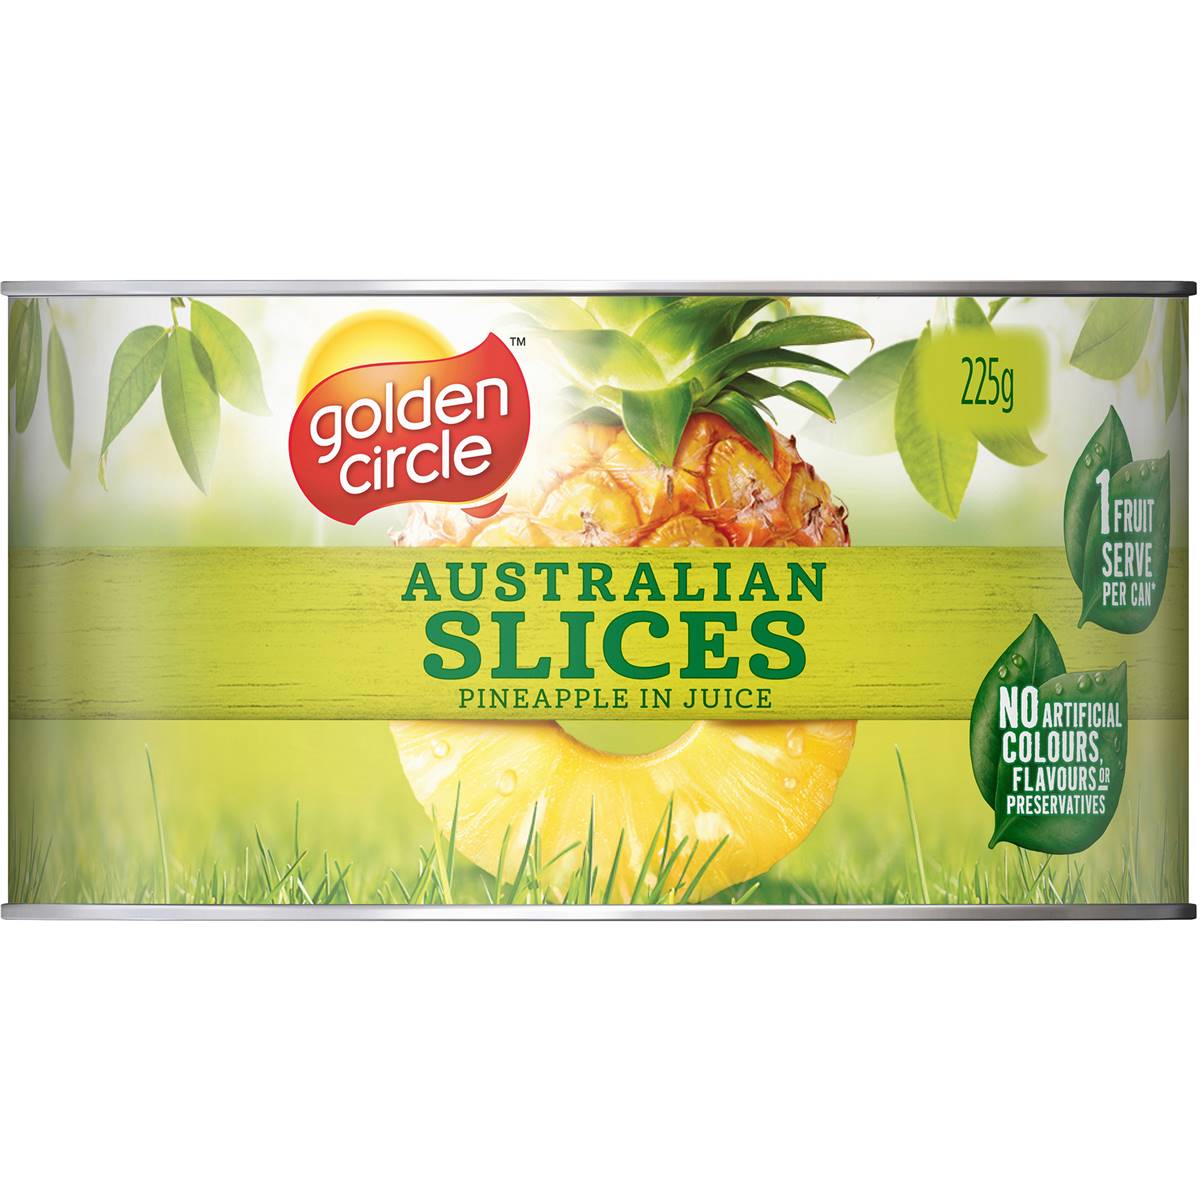 golden
circle
™
225g
1 FRUIT
SERVE
PER CAN*
AUSTRALIAN
SLICES
PINEAPPLE IN JUICE
NO ARTIFICIAL
COLOURS,
FLAVOURS OR
PRESERVATIVES